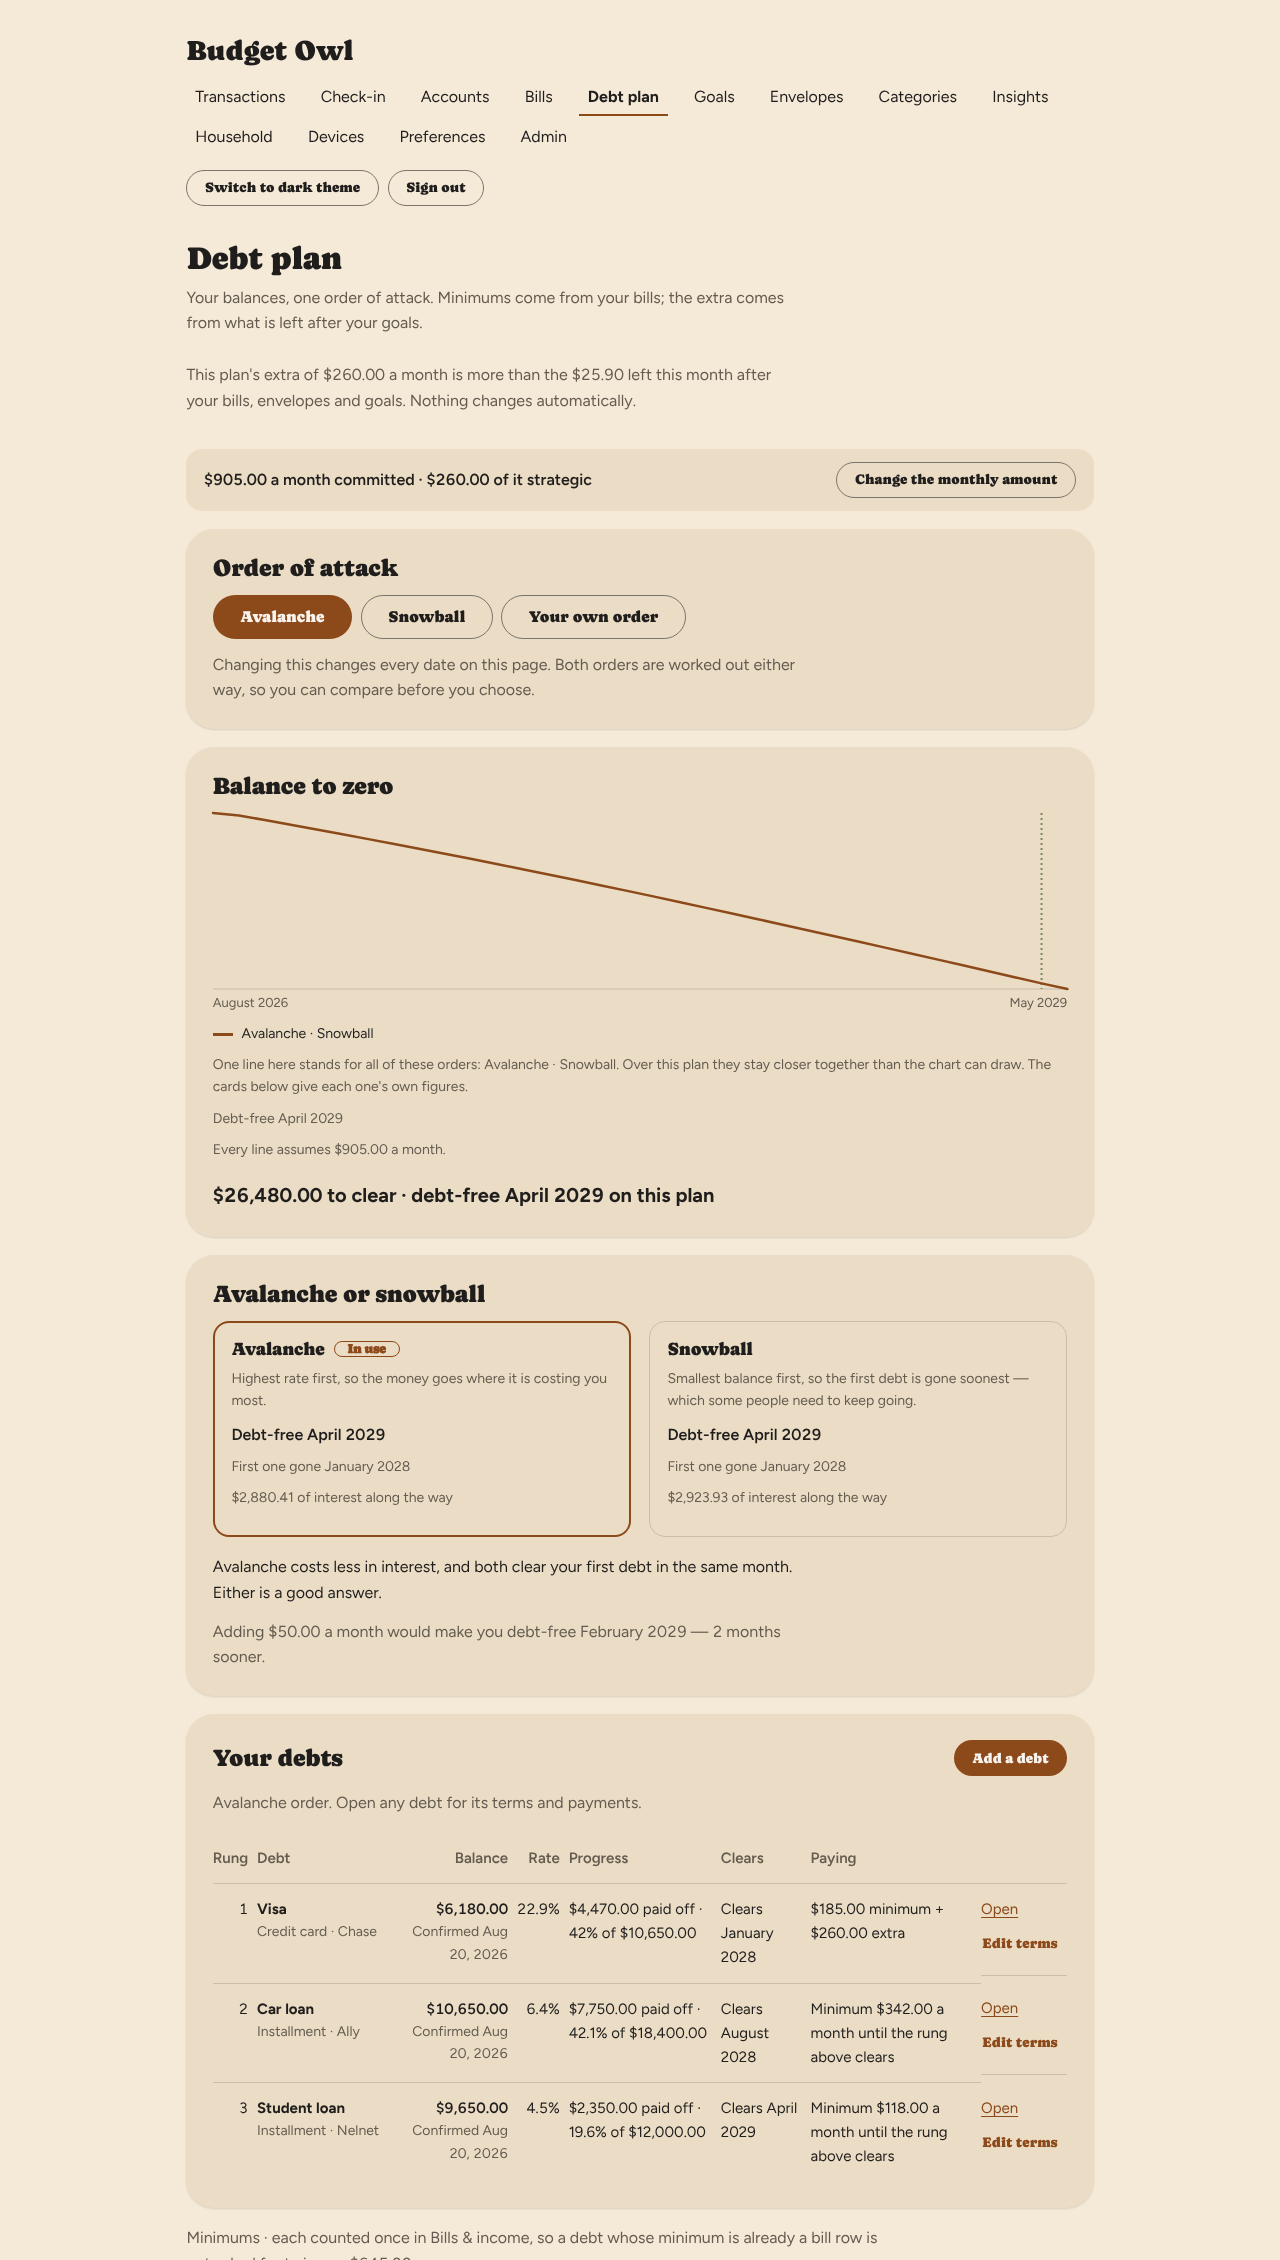 Budget Owl
Transactions Check-in Accounts Bills Debt plan Goals Envelopes Categories Insights
Household Devices Preferences Admin
Switch to dark theme Sign out
Debt plan
Your balances, one order of attack. Minimums come from your bills; the extra comes
from what is left after your goals.
This plan's extra of $260.00 a month is more than the $25.90 left this month after
your bills, envelopes and goals. Nothing changes automatically.
$905.00 a month committed · $260.00 of it strategic Change the monthly amount
Order of attack
Avalanche Snowball Your own order
Changing this changes every date on this page. Both orders are worked out either
way, so you can compare before you choose.
Balance to zero
August 2026 May 2029
Avalanche · Snowball
One line here stands for all of these orders: Avalanche · Snowball. Over this plan they stay closer together than the chart can draw. The
cards below give each one's own figures.
Debt-free April 2029
Every line assumes $905.00 a month.
$26,480.00 to clear · debt-free April 2029 on this plan
Avalanche or snowball
Avalanche In use
Highest rate first, so the money goes where it is costing you
most.
Debt-free April 2029
First one gone January 2028
$2,880.41 of interest along the way
Snowball
Smallest balance first, so the first debt is gone soonest —
which some people need to keep going.
Debt-free April 2029
First one gone January 2028
$2,923.93 of interest along the way
Avalanche costs less in interest, and both clear your first debt in the same month.
Either is a good answer.
Adding $50.00 a month would make you debt-free February 2029 — 2 months
sooner.
Your debts Add a debt
Avalanche order. Open any debt for its terms and payments.
Rung Debt Balance Rate Progress Clears Paying
1 Visa $6,180.00 22.9% $4,470.00 paid off · Clears $185.00 minimum + Open
Credit card · Chase Confirmed Aug 42% of $10,650.00 January $260.00 extra Edit terms
20, 2026 2028
2 Car loan $10,650.00 6.4% $7,750.00 paid off · Clears Minimum $342.00 a Open
Installment · Ally Confirmed Aug 42.1% of $18,400.00 August month until the rung Edit terms
20, 2026 2028 above clears
3 Student loan $9,650.00 4.5% $2,350.00 paid off · Clears April Minimum $118.00 a Open
Installment · Nelnet Confirmed Aug 19.6% of $12,000.00 2029 month until the rung Edit terms
20, 2026 above clears
Minimums · each counted once in Bills & income, so a debt whose minimum is already a bill row is